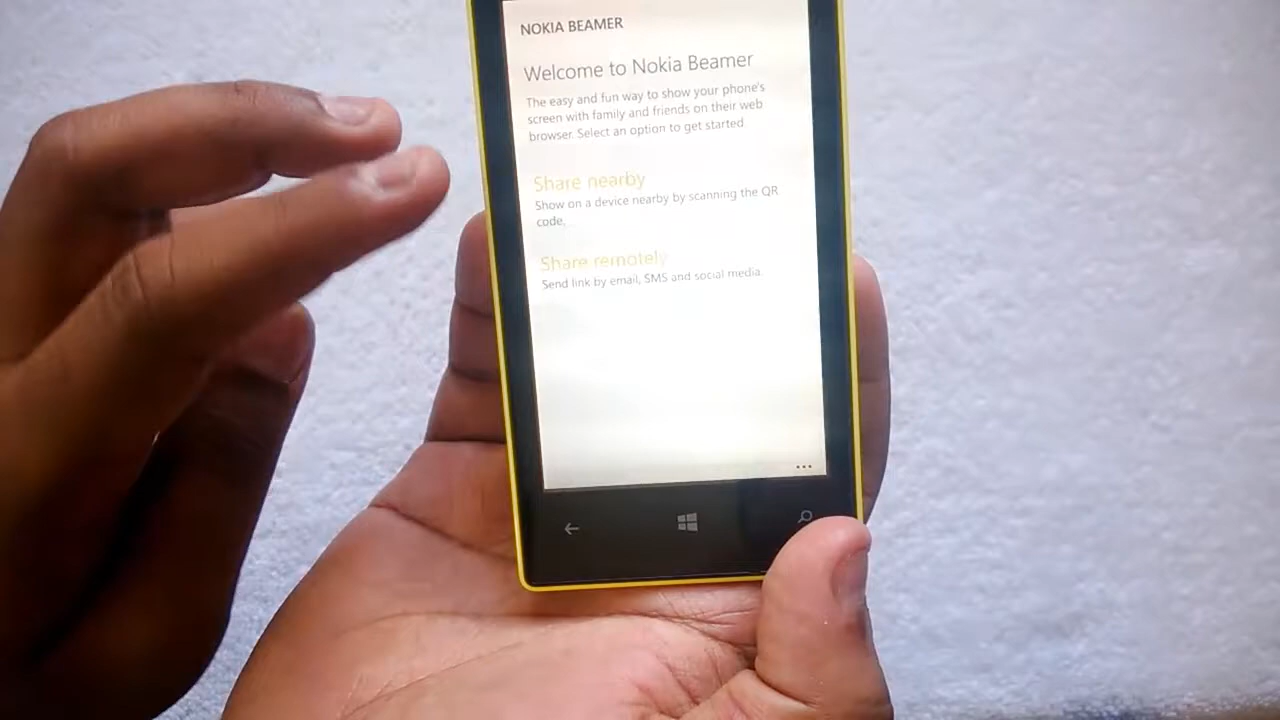 NOKIA BEAMER
Welcome to Nokia Beamer
The easy and fun way to show your phone's
screen with family and friends on their web
browser. Select an option to get started
Share nearby
Show on a device nearby by scanning the QR
code.
Share remotely
Send link by email, SMS and social media.